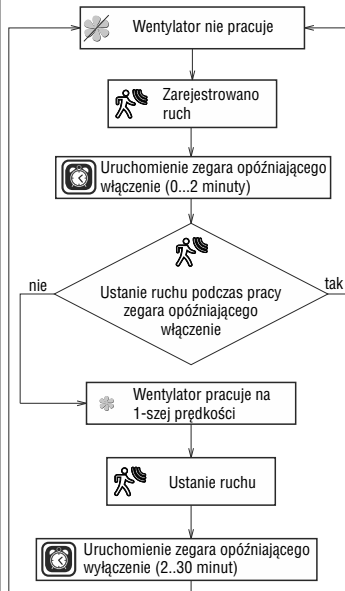 Wentylator nie pracuje
Zarejestrowano
ruch
Uruchomienie zegara opóźniającego
włączenie (0...2 minuty)
nie
tak
Ustanie ruchu podczas pracy
zegara opóźniającego
włączenie
Wentylator pracuje na
1-szej prędkości
Ustanie ruchu
Uruchomienie zegara opóźniającego
wyłączenie (2..30 minut)